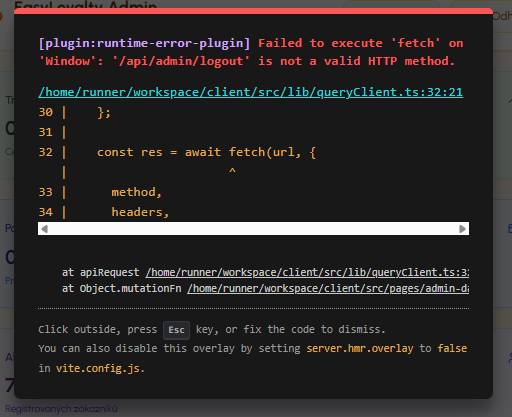 EasyLoyalty Admin
Odh
[plugin:runtime-error-plugin] Failed to execute 'fetch' on
'Window': '/api/admin/logout' is not a valid HTTP method.
/home/runner/workspace/client/src/lib/queryClient.ts:32:21
30 |    };
31 |
32 |    const res = await fetch(url, {
   |                      ^
33 |      method,
34 |      headers,
at apiRequest /home/runner/workspace/client/src/lib/queryClient.ts:32
at Object.mutationFn /home/runner/workspace/client/src/pages/admin-da
Click outside, press Esc key, or fix the code to dismiss.
You can also disable this overlay by setting server.hmr.overlay to false
in vite.config.js.
Registrovaných zákazníků